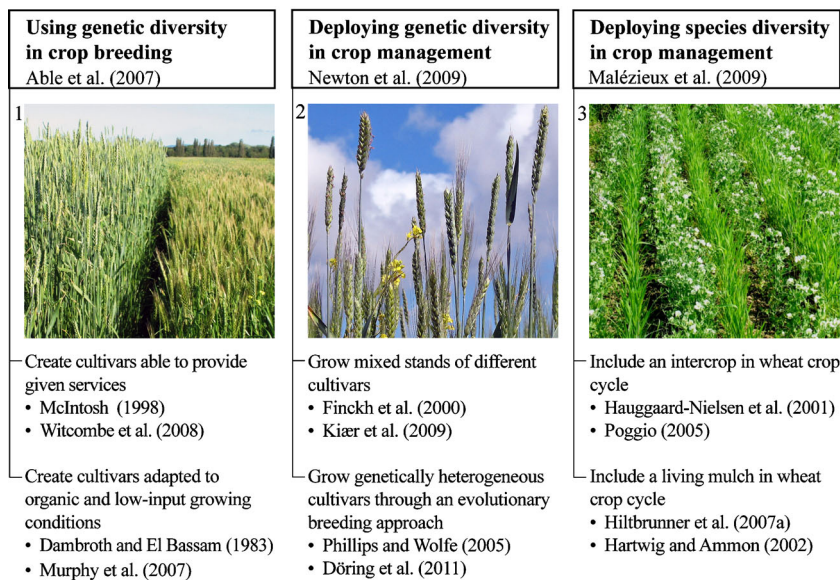 Using genetic diversity
in crop breeding
Able et al. (2007)
1
Create cultivars able to provide
given services
• McIntosh (1998)
• Witcombe et al. (2008)
Create cultivars adapted to
organic and low-input growing
conditions
• Dambroth and El Bassam (1983)
• Murphy et al. (2007)
Deploying genetic diversity
in crop management
Newton et al. (2009)
2
Grow mixed stands of different
cultivars
• Finckh et al. (2000)
• Kiær et al. (2009)
Grow genetically heterogeneous
cultivars through an evolutionary
breeding approach
• Phillips and Wolfe (2005)
• Döring et al. (2011)
Deploying species diversity
in crop management
Malézieux et al. (2009)
3
Include an intercrop in wheat crop
cycle
• Hauggaard-Nielsen et al. (2001)
• Poggio (2005)
Include a living mulch in wheat
crop cycle
• Hiltbrunner et al. (2007a)
• Hartwig and Ammon (2002)